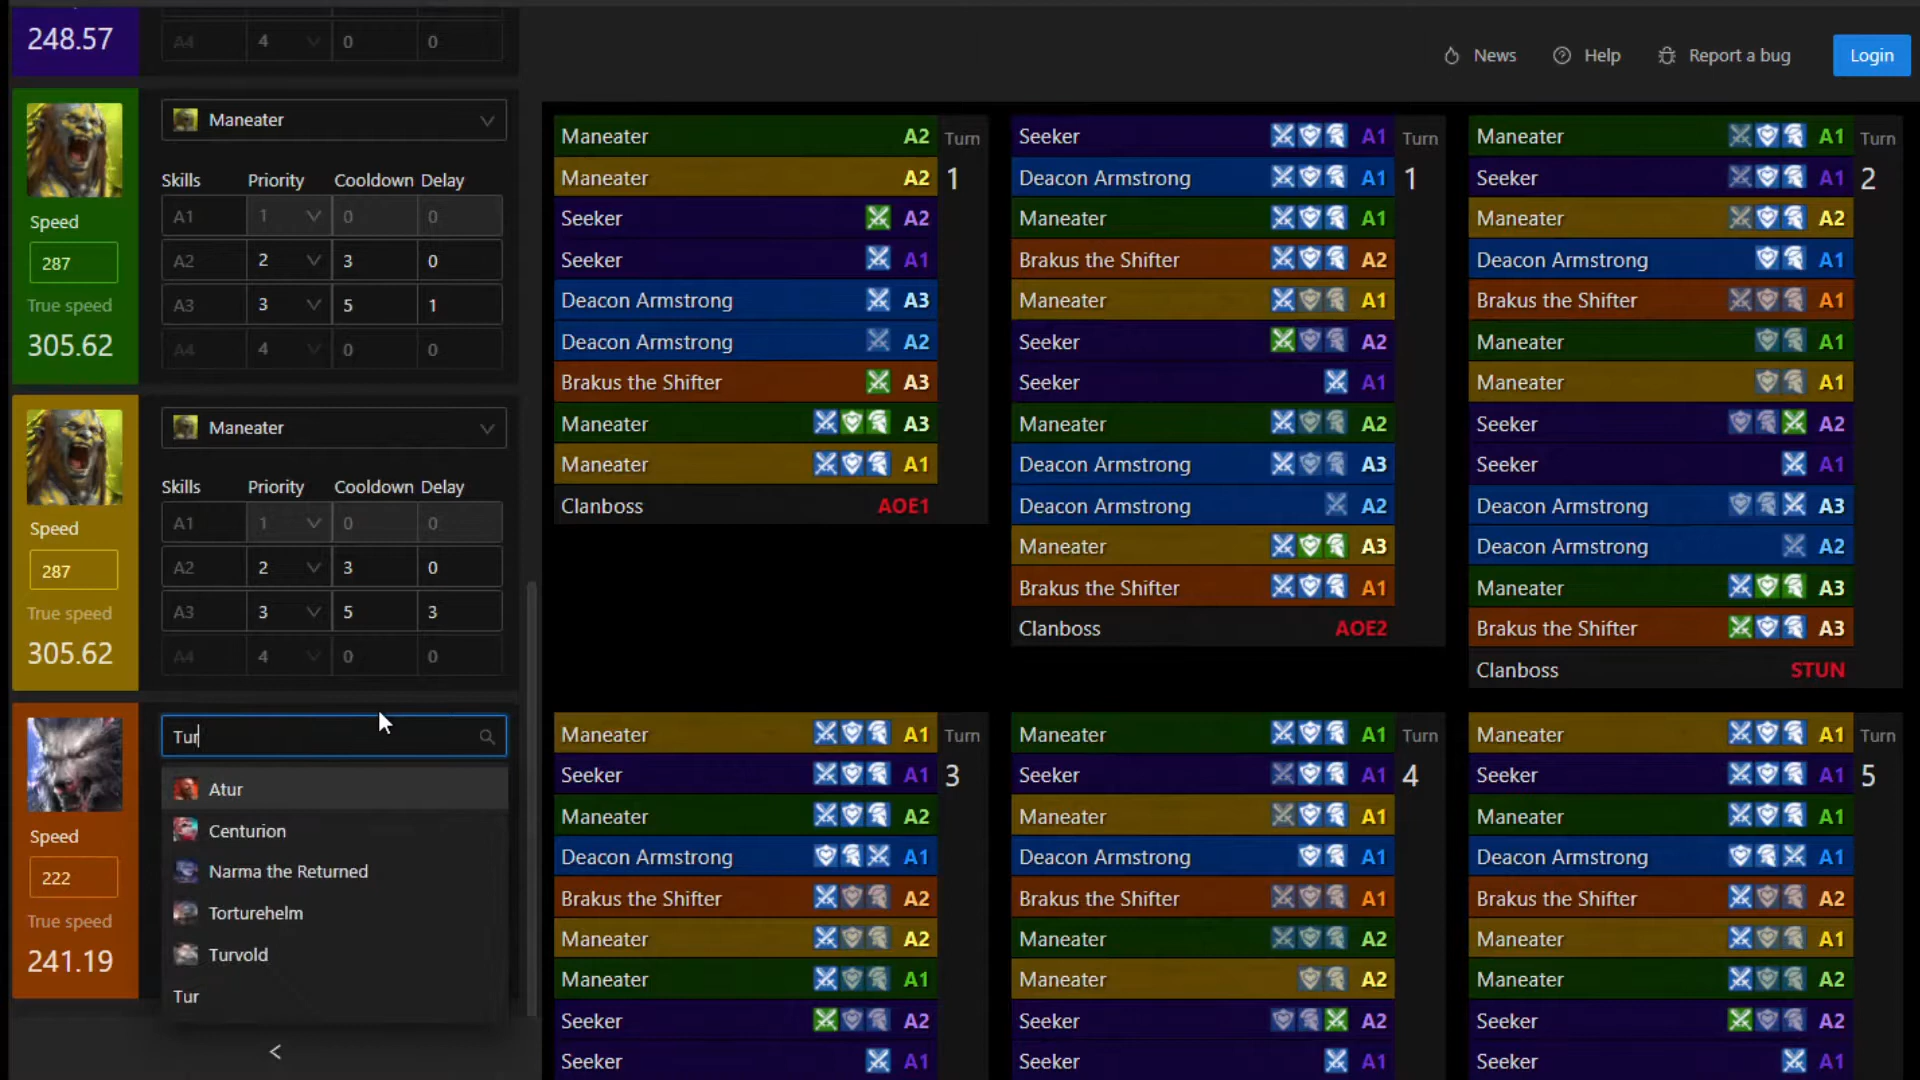 248.57
A4 4 0 0
Maneater
Skills Priority Cooldown Delay
Speed
287
True speed
305.62
A1 1 0 0
A2 2 3 0
A3 3 5 1
A4 4 0 0
Maneater
Skills Priority Cooldown Delay
Speed
287
True speed
305.62
A1 1 0 0
A2 2 3 0
A3 3 5 3
A4 4 0 0
Tur
Speed
222
True speed
241.19
Atur
Centurion
Narma the Returned
Torturehelm
Turvold
Tur
<
News Help Report a bug Login
Maneater A2 Turn
Maneater A2 1
Seeker A2
Seeker A1
Deacon Armstrong A3
Deacon Armstrong A2
Brakus the Shifter A3
Maneater A3
Maneater A1
Clanboss AOE1
Seeker A1 Turn
Deacon Armstrong A1 1
Maneater A1
Brakus the Shifter A2
Maneater A1
Seeker A2
Seeker A1
Maneater A2
Deacon Armstrong A3
Deacon Armstrong A2
Maneater A3
Brakus the Shifter A1
Clanboss AOE2
Maneater A1 Turn
Seeker A1 2
Maneater A2
Deacon Armstrong A1
Brakus the Shifter A1
Maneater A1
Maneater A1
Seeker A2
Seeker A1
Deacon Armstrong A3
Deacon Armstrong A2
Maneater A3
Brakus the Shifter A3
Clanboss STUN
Maneater A1 Turn
Seeker A1 3
Maneater A2
Deacon Armstrong A1
Brakus the Shifter A2
Maneater A2
Maneater A1
Seeker A2
Seeker A1
Maneater A1 Turn
Seeker A1 4
Maneater A1
Deacon Armstrong A1
Brakus the Shifter A1
Maneater A2
Maneater A2
Seeker A2
Seeker A1
Maneater A1 Turn
Seeker A1 5
Maneater A1
Deacon Armstrong A1
Brakus the Shifter A2
Maneater A1
Maneater A2
Seeker A2
Seeker A1